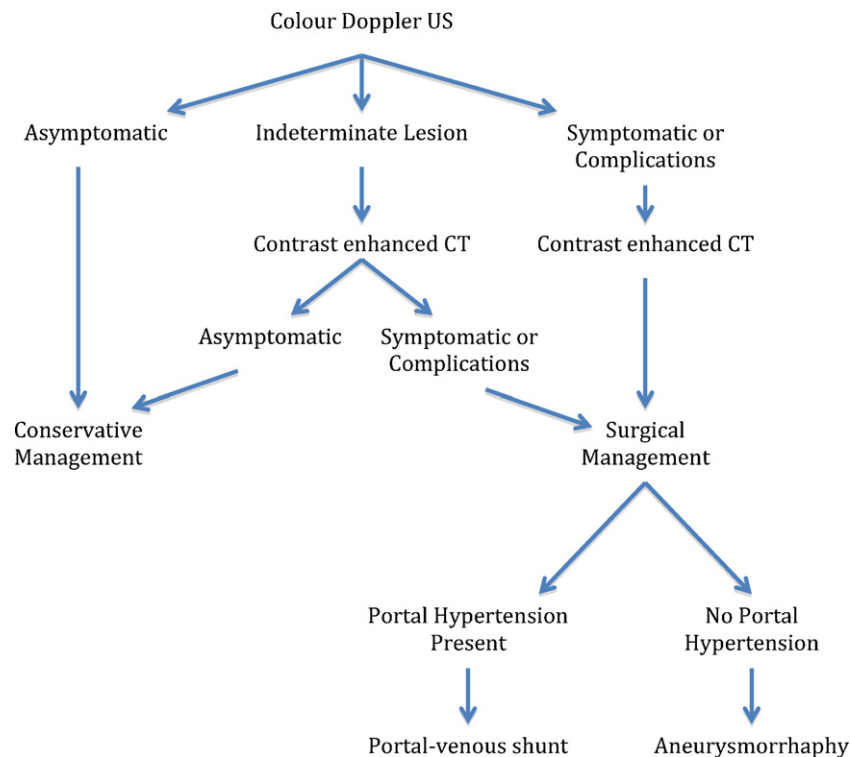 Colour Doppler US
Asymptomatic
Indeterminate Lesion
Symptomatic or
Complications
Contrast enhanced CT
Contrast enhanced CT
Asymptomatic
Symptomatic or
Complications
Conservative
Management
Surgical
Management
Portal Hypertension
Present
No Portal
Hypertension
Portal-venous shunt
Aneurysmorrhaphy